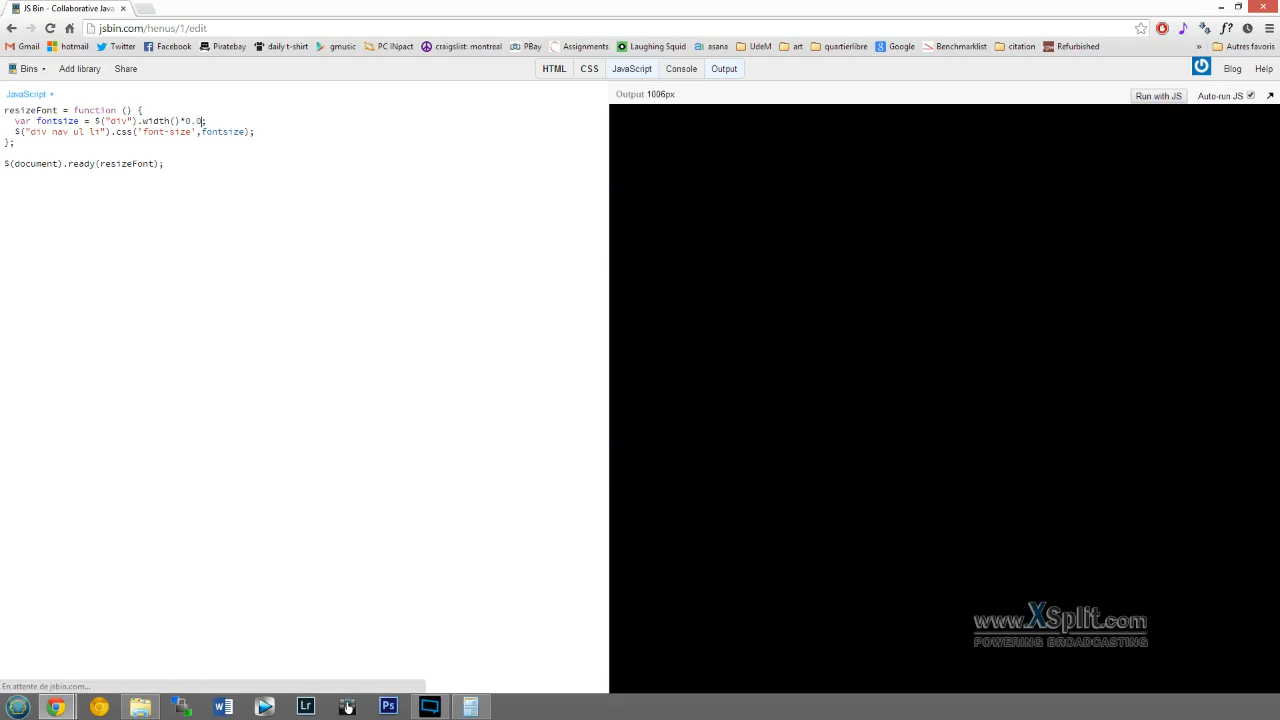 JS Bin - Collaborative Java
jsbin.com/henus/1/edit
Gmail hotmail Twitter Facebook Piratebay daily t-shirt gmusic PC INpact craigslist: montreal PBay Assignments Laughing Squid asana UdeM art quartierlibre Google Benchmarklist citation Refurbished » Autres favoris
Bins Add library Share HTML CSS JavaScript Console Output Blog Help
JavaScript Output 1006px Run with JS Auto-run JS
resizeFont = function () {
var fontsize = $("div").width()*0.0;
$("div nav ul li").css('font-size',fontsize);
};
$(document).ready(resizeFont);
www.XSplit.com
POWERING BROADCASTING
En attente de jsbin.com...
Lr Ps